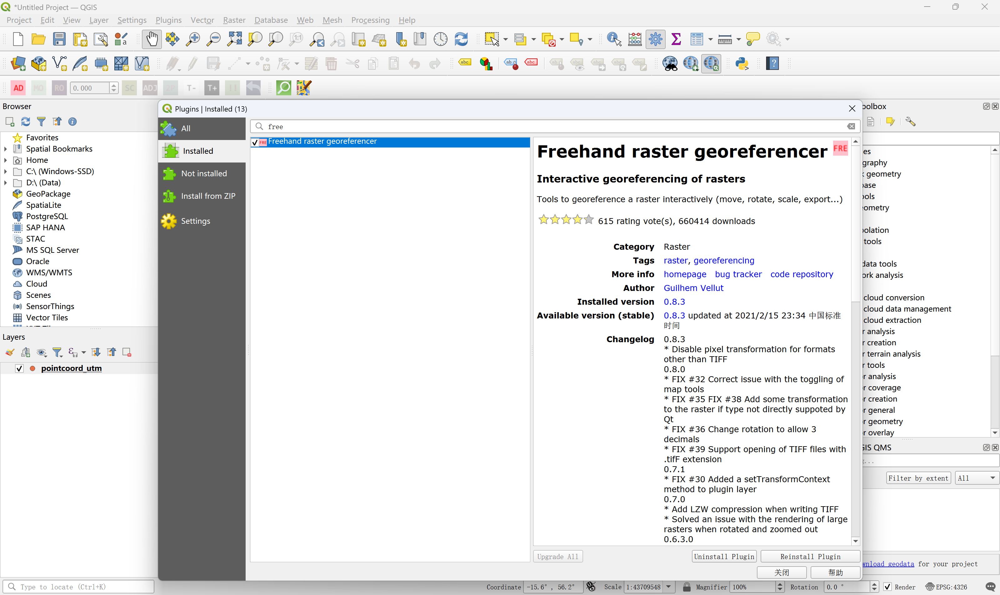 *Untitled Project — QGIS
Project Edit View Layer Settings Plugins Vector Raster Database Web Mesh Processing Help
AD MO RO 0.000 SC ADJ 2P T- T+
Browser
Favorites
Spatial Bookmarks
Home
C:\ (Windows-SSD)
D:\ (Data)
GeoPackage
SpatiaLite
PostgreSQL
SAP HANA
STAC
MS SQL Server
Oracle
WMS/WMTS
Cloud
Scenes
SensorThings
Vector Tiles
Layers
pointcoord_utm
Plugins | Installed (13)
All
Installed
Not installed
Install from ZIP
Settings
free
FRE Freehand raster georeferencer
Freehand raster georeferencer FRE
Interactive georeferencing of rasters
Tools to georeference a raster interactively (move, rotate, scale, export...)
615 rating vote(s), 660414 downloads
Category Raster
Tags raster, georeferencing
More info homepage bug tracker code repository
Author Guilhem Vellut
Installed version 0.8.3
Available version (stable) 0.8.3 updated at 2021/2/15 23:34 中国标准
时间
Changelog 0.8.3
* Disable pixel transformation for formats
other than TIFF
0.8.0
* FIX #32 Correct issue with the toggling of
map tools
* FIX #35 FIX #38 Add some transformation
to the raster if type not directly suppoted by
Qt
* FIX #36 Change rotation to allow 3
decimals
* FIX #39 Support opening of TIFF files with
.tifF extension
0.7.1
* FIX #30 Added a setTransformContext
method to plugin layer
0.7.0
* Add LZW compression when writing TIFF
* Solved an issue with the rendering of large
rasters when rotated and zoomed out
0.6.3.0
Upgrade All Uninstall Plugin Reinstall Plugin
关闭 帮助
oolbox
es
graphy
geometry
ase
ols
ometry
olation
tools
data tools
ork analysis
cloud conversion
cloud data management
cloud extraction
r analysis
r creation
r terrain analysis
r tools
r analysis
r coverage
r creation
r general
r geometry
r overlay
GIS QMS
g...
Filter by extent All
wnload geodata for your project
Type to locate (Ctrl+K) Coordinate -15.6° , 56.2° Scale 1:43709548 Magnifier 100% Rotation 0.0 ° Render EPSG:4326